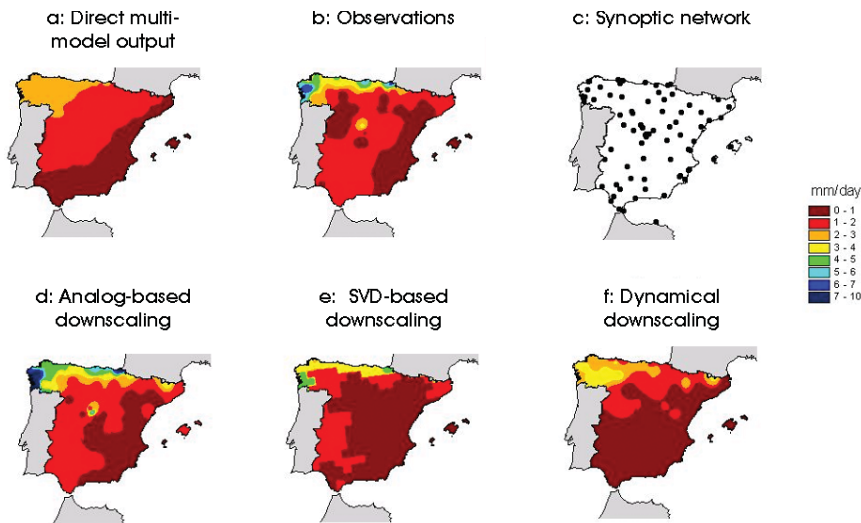 a: Direct multi-
model output
b: Observations
c: Synoptic network
mm/day
0 - 1
1 - 2
2 - 3
3 - 4
4 - 5
5 - 6
6 - 7
7 - 10
d: Analog-based
downscaling
e: SVD-based
downscaling
f: Dynamical
downscaling